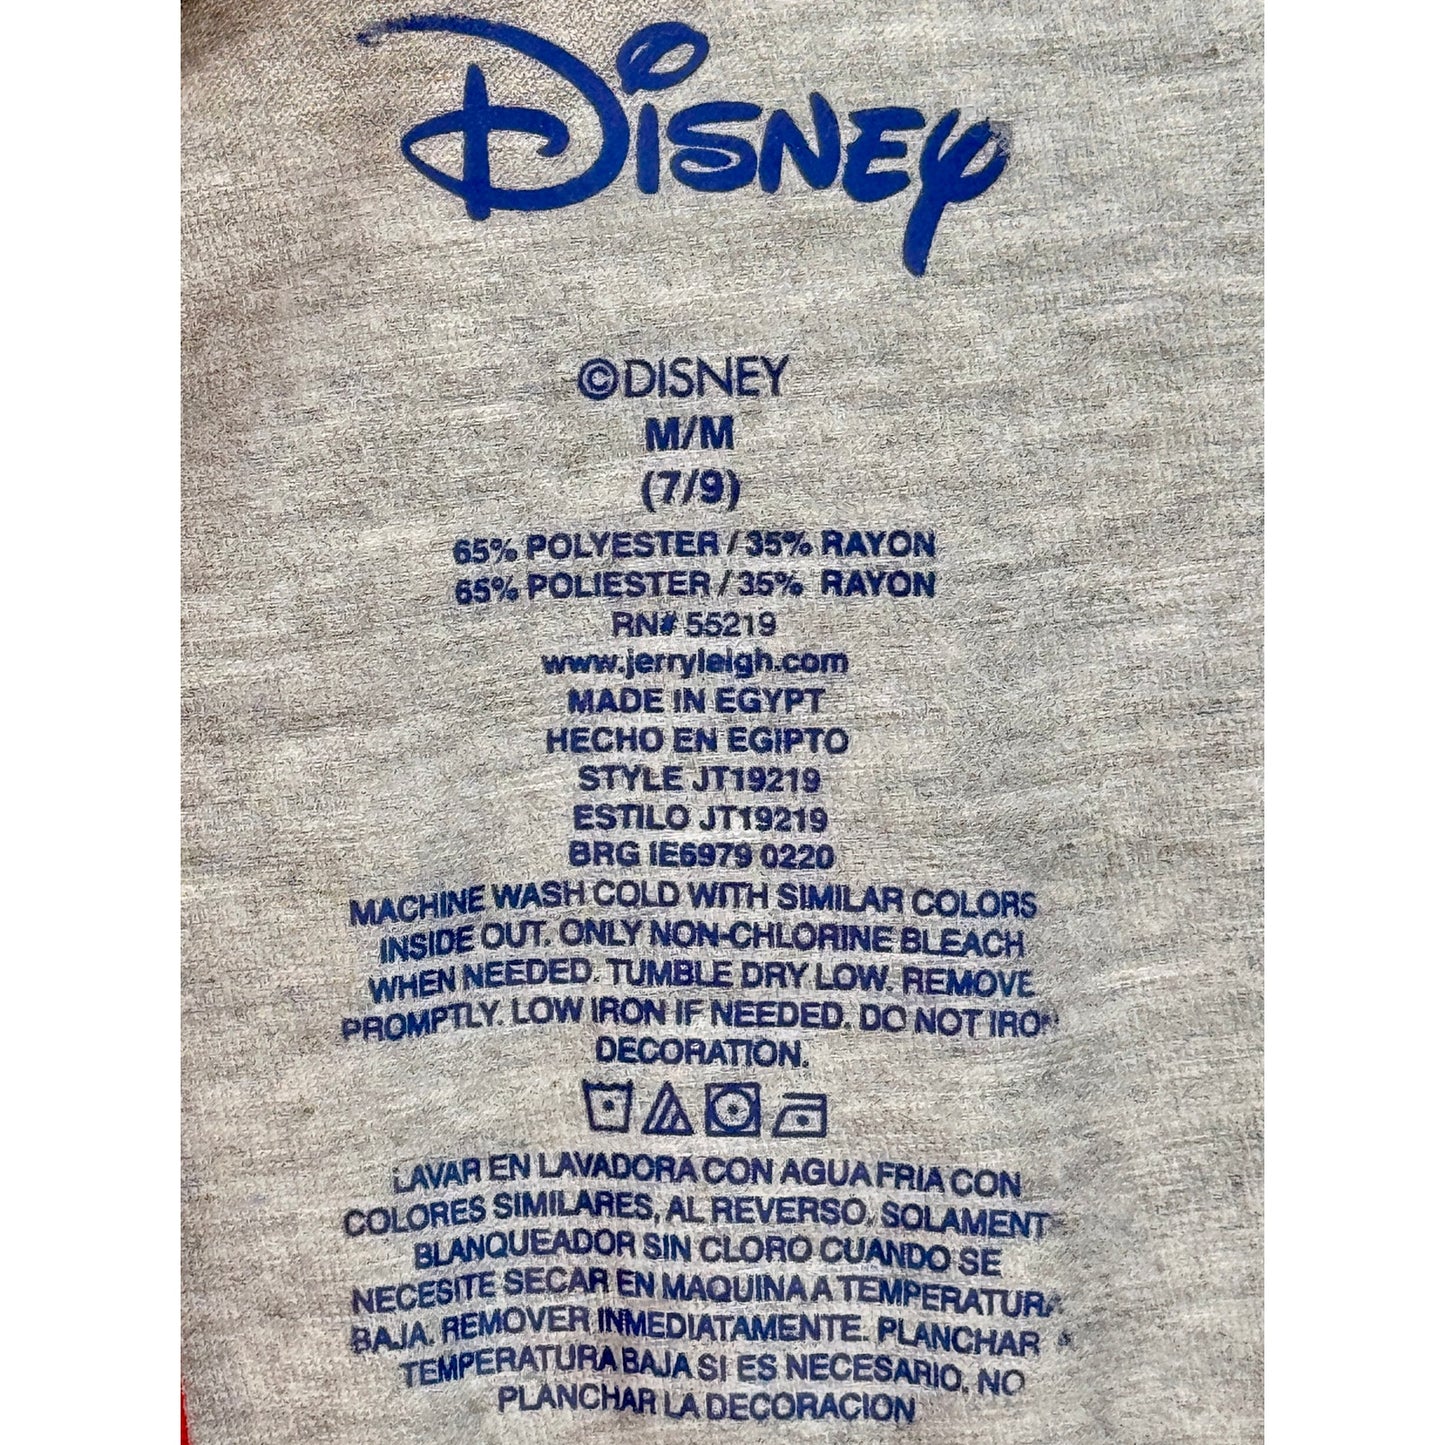 Disney
©DISNEY
M/M
(7/9)
65% POLYESTER / 35% RAYON
65% POLIESTER / 35% RAYON
RN# 55219
www.jerryleigh.com
MADE IN EGYPT
HECHO EN EGIPTO
STYLE JT19219
ESTILO JT19219
BRG IE6979 0220
MACHINE WASH COLD WITH SIMILAR COLORS
INSIDE OUT. ONLY NON-CHLORINE BLEACH
WHEN NEEDED. TUMBLE DRY LOW. REMOVE
PROMPTLY. LOW IRON IF NEEDED. DO NOT IRON
DECORATION.
LAVAR EN LAVADORA CON AGUA FRIA CON
COLORES SIMILARES, AL REVERSO, SOLAMENTE
BLANQUEADOR SIN CLORO CUANDO SE
NECESITE SECAR EN MAQUINA A TEMPERATURA
BAJA. REMOVER INMEDIATAMENTE. PLANCHAR A
TEMPERATURA BAJA SI ES NECESARIO, NO
PLANCHAR LA DECORACION